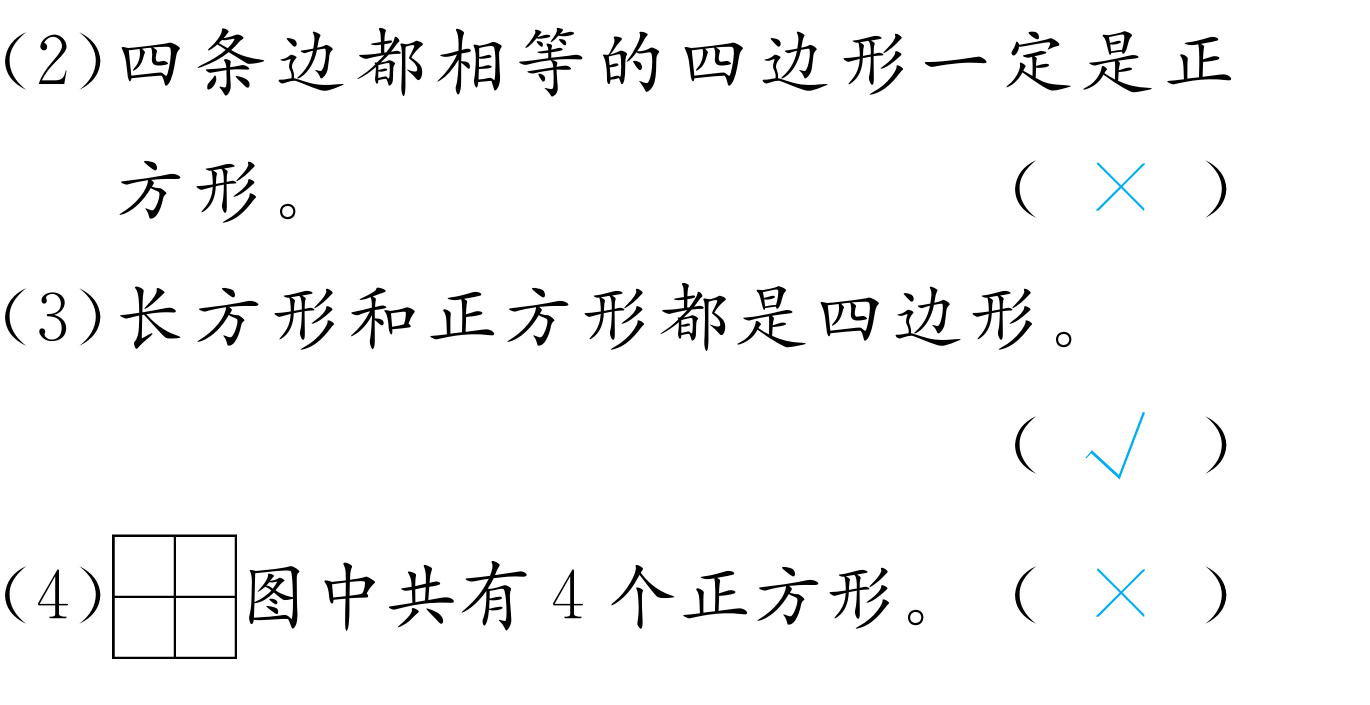 (2)四条边都相等的四边形一定是正
方形。 ( × )
(3)长方形和正方形都是四边形。
( √ )
(4)图中共有4个正方形。( × )